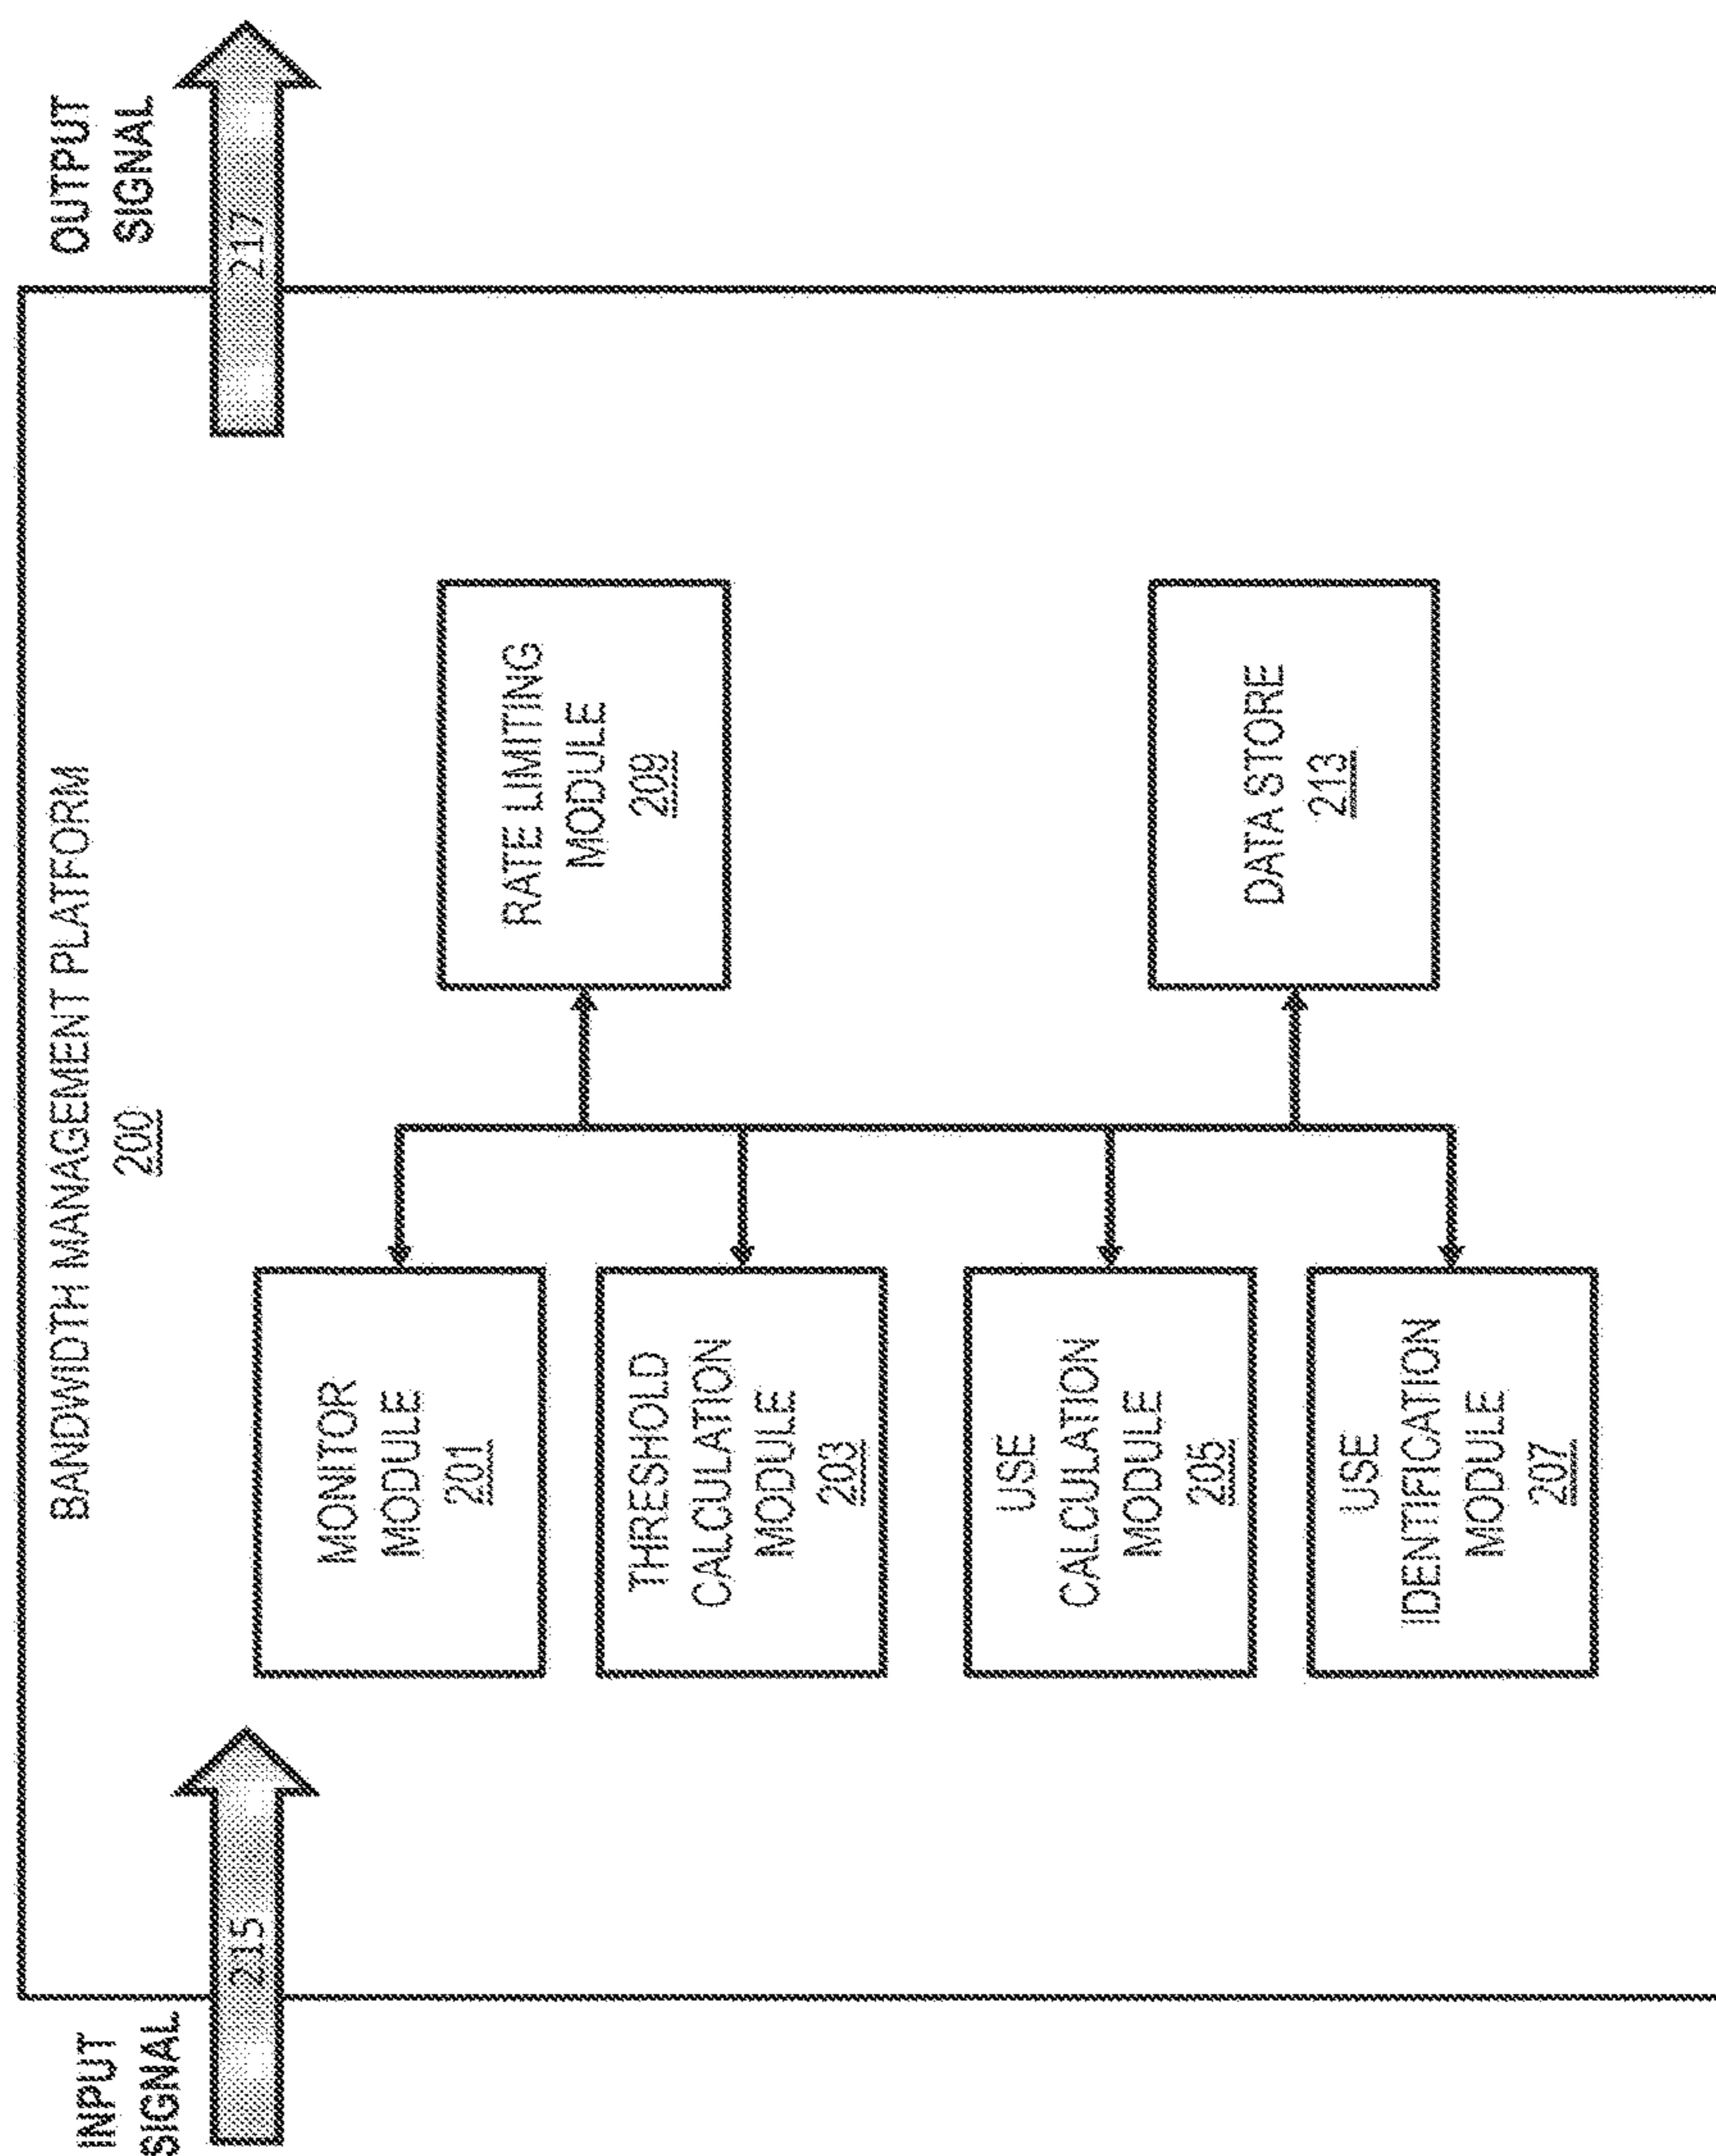 BANDWIDTH MANAGEMENT PLATFORM
200
INPUT
SIGNAL
215
OUTPUT
SIGNAL
217
MONITOR
MODULE
201
THRESHOLD
CALCULATION
MODULE
203
USE
CALCULATION
MODULE
205
USE
IDENTIFICATION
MODULE
207
RATE LIMITING
MODULE
209
DATA STORE
213